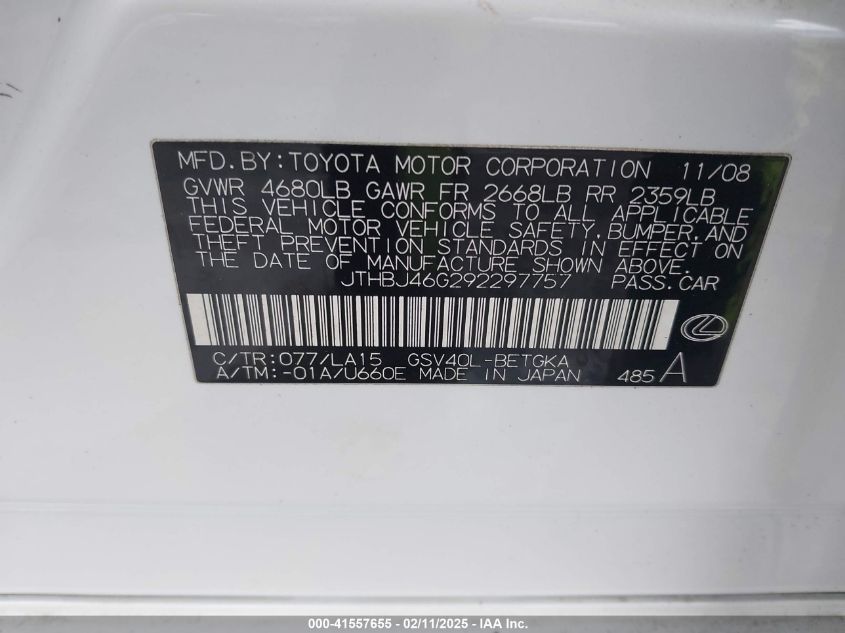 MFD.BY:TOYOTA MOTOR CORPORATION 11/08
GVWR 4680LB GAWR FR 2668LB RR 2359LB
THIS VEHICLE CONFORMS TO ALL APPLICABLE
FEDERAL MOTOR VEHICLE SAFETY,BUMPER,AND
THEFT PREVENTION STANDARDS IN EFFECT ON
THE DATE OF MANUFACTURE SHOWN ABOVE.
JTHBJ46G292297757 PASS.CAR
C/TR:077/LA15 GSV40L-BETGKA
A/TM:-01A/U660E MADE IN JAPAN 485 A
000-41557655 - 02/11/2025 - IAA Inc.